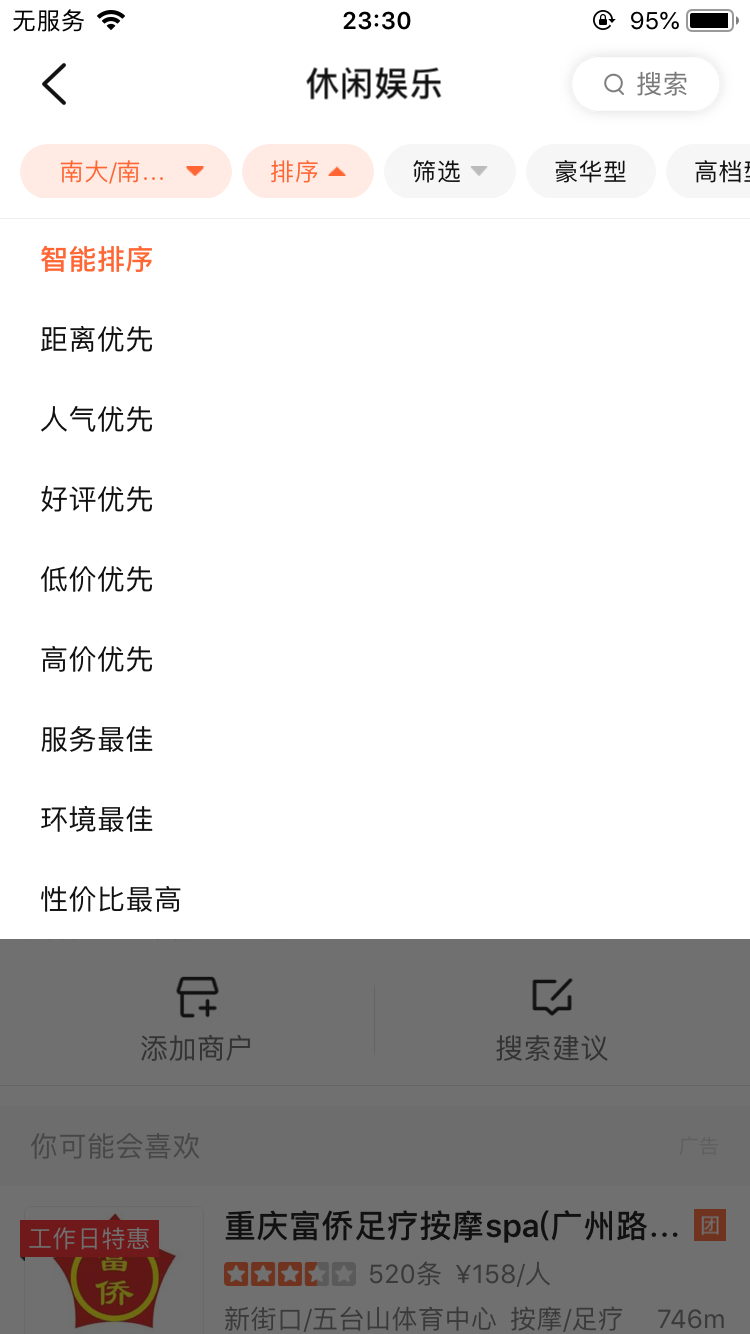 无服务 23:30 95%
休闲娱乐 搜索
南大/南... 排序 筛选 豪华型 高档型
智能排序
距离优先
人气优先
好评优先
低价优先
高价优先
服务最佳
环境最佳
性价比最高
添加商户 搜索建议
你可能会喜欢 广告
工作日特惠 重庆富侨足疗按摩spa(广州路... 团
富侨 520条 ¥158/人
新街口/五台山体育中心 按摩/足疗 746m